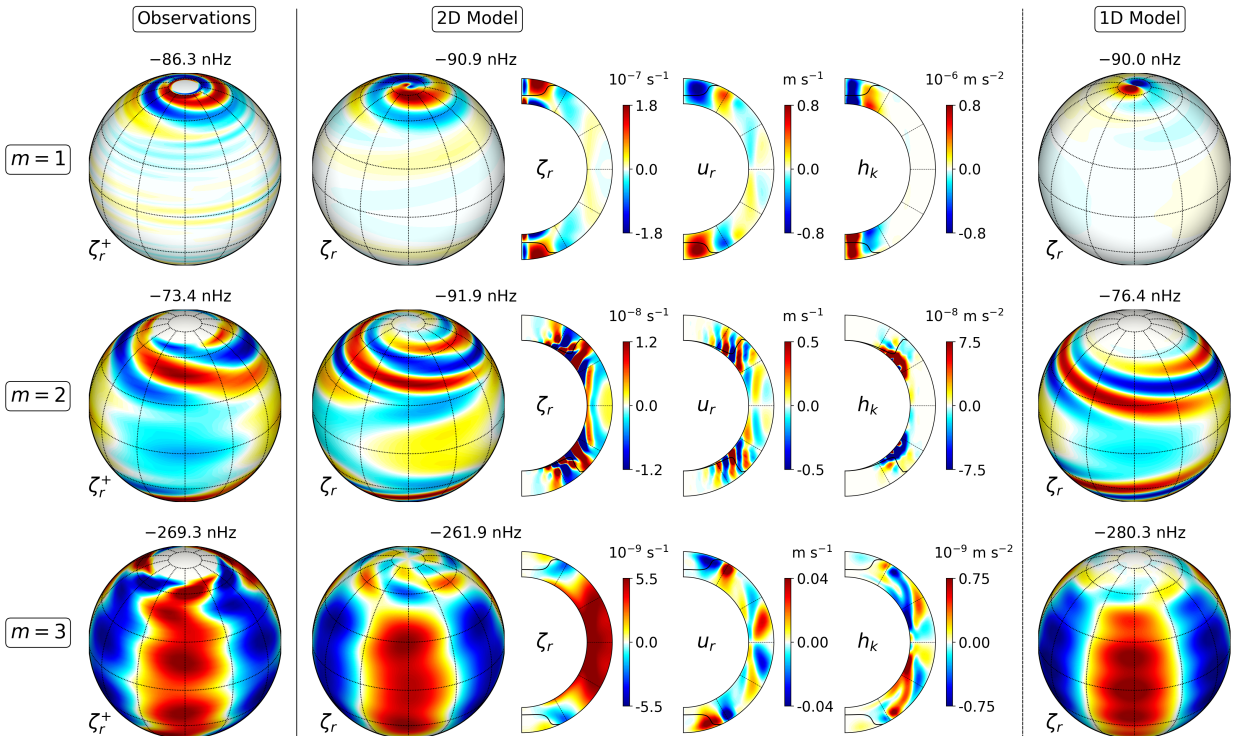 Observations
2D Model
1D Model
−86.3 nHz
−90.9 nHz
10⁻⁷ s⁻¹
m s⁻¹
10⁻⁶ m s⁻²
−90.0 nHz
m = 1
1.8
0.8
0.8
ζᵣ
uᵣ
hₖ
0.0
0.0
0.0
-1.8
-0.8
-0.8
ζᵣ⁺
ζᵣ
ζᵣ
−73.4 nHz
−91.9 nHz
10⁻⁸ s⁻¹
m s⁻¹
10⁻⁸ m s⁻²
−76.4 nHz
m = 2
1.2
0.5
7.5
ζᵣ
uᵣ
hₖ
0.0
0.0
0.0
-1.2
-0.5
-7.5
ζᵣ⁺
ζᵣ
ζᵣ
−269.3 nHz
−261.9 nHz
10⁻⁹ s⁻¹
m s⁻¹
10⁻⁹ m s⁻²
−280.3 nHz
m = 3
5.5
0.04
0.75
ζᵣ
uᵣ
hₖ
0.0
0.00
0.00
-5.5
-0.04
-0.75
ζᵣ⁺
ζᵣ
ζᵣ